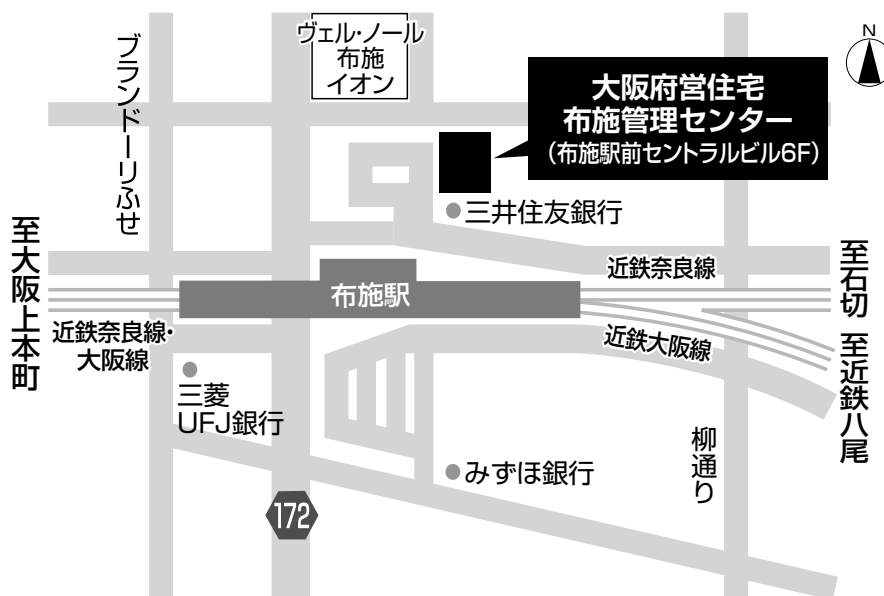 ヴェル・ノール
布施
イオン
N
ブランドーリふせ
大阪府営住宅
布施管理センター
(布施駅前セントラルビル6F)
三井住友銀行
至大阪上本町
近鉄奈良線
至石切
布施駅
近鉄奈良線・
大阪線
近鉄大阪線
至近鉄八尾
三菱
UFJ銀行
柳通り
みずほ銀行
172